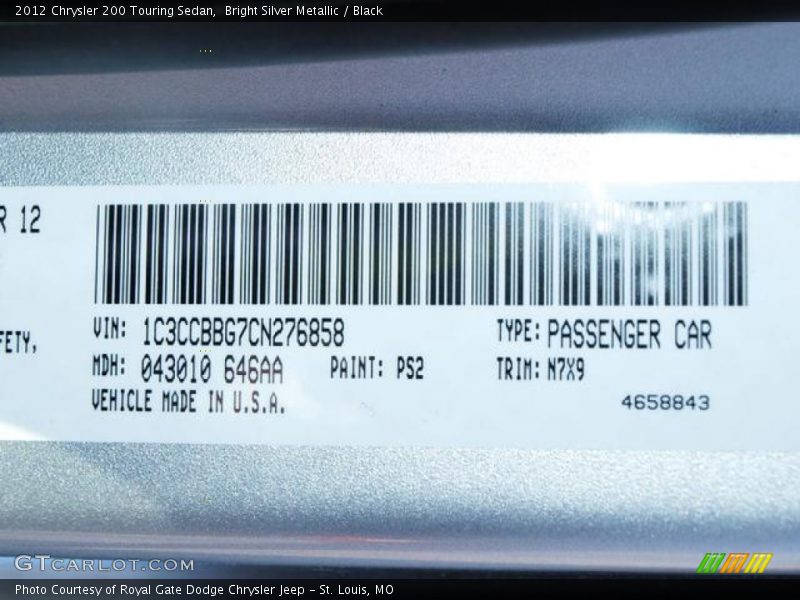 2012 Chrysler 200 Touring Sedan,  Bright Silver Metallic / Black
R 12
VIN: 1C3CCBBG7CN276858 TYPE: PASSENGER CAR
FETY,
MDH: 043010 646AA PAINT: PS2 TRIM: N7X9
VEHICLE MADE IN U.S.A.
4658843
GTCARLOT.COM
Photo Courtesy of Royal Gate Dodge Chrysler Jeep – St. Louis, MO